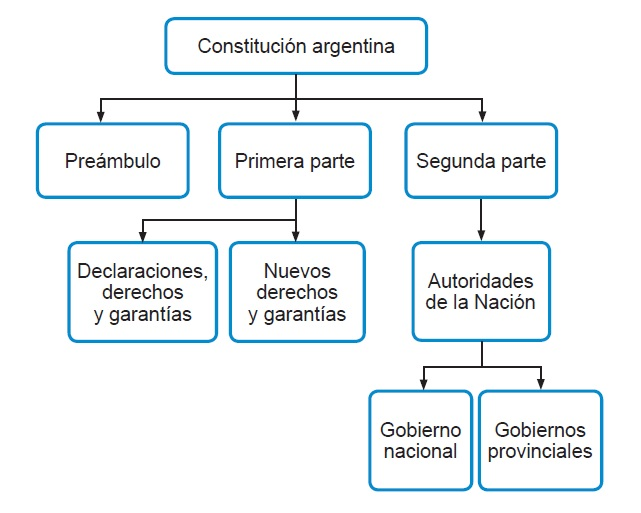 Constitución argentina
Preámbulo
Primera parte
Segunda parte
Declaraciones,
derechos
y garantías
Nuevos
derechos
y garantías
Autoridades
de la Nación
Gobierno
nacional
Gobiernos
provinciales